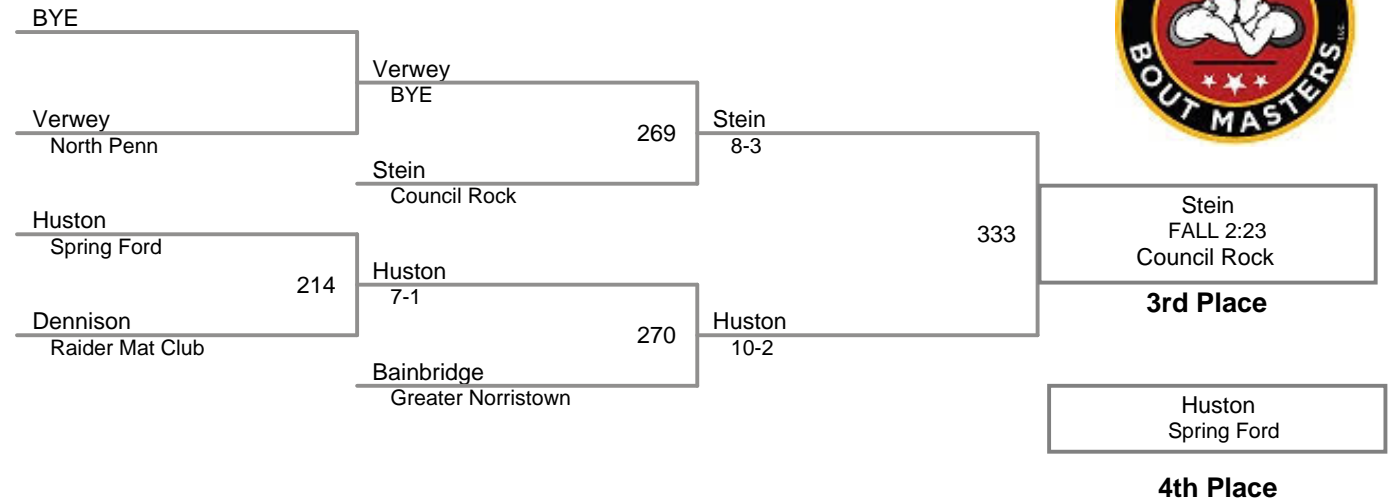 BYE
Verwey
North Penn
Huston
Spring Ford
214
Dennison
Raider Mat Club
Verwey
BYE
269
Stein
Council Rock
Huston
7-1
270
Bainbridge
Greater Norristown
Stein
8-3
333
Huston
10-2
Stein
FALL 2:23
Council Rock
3rd Place
Huston
Spring Ford
4th Place
BOUT MASTERS